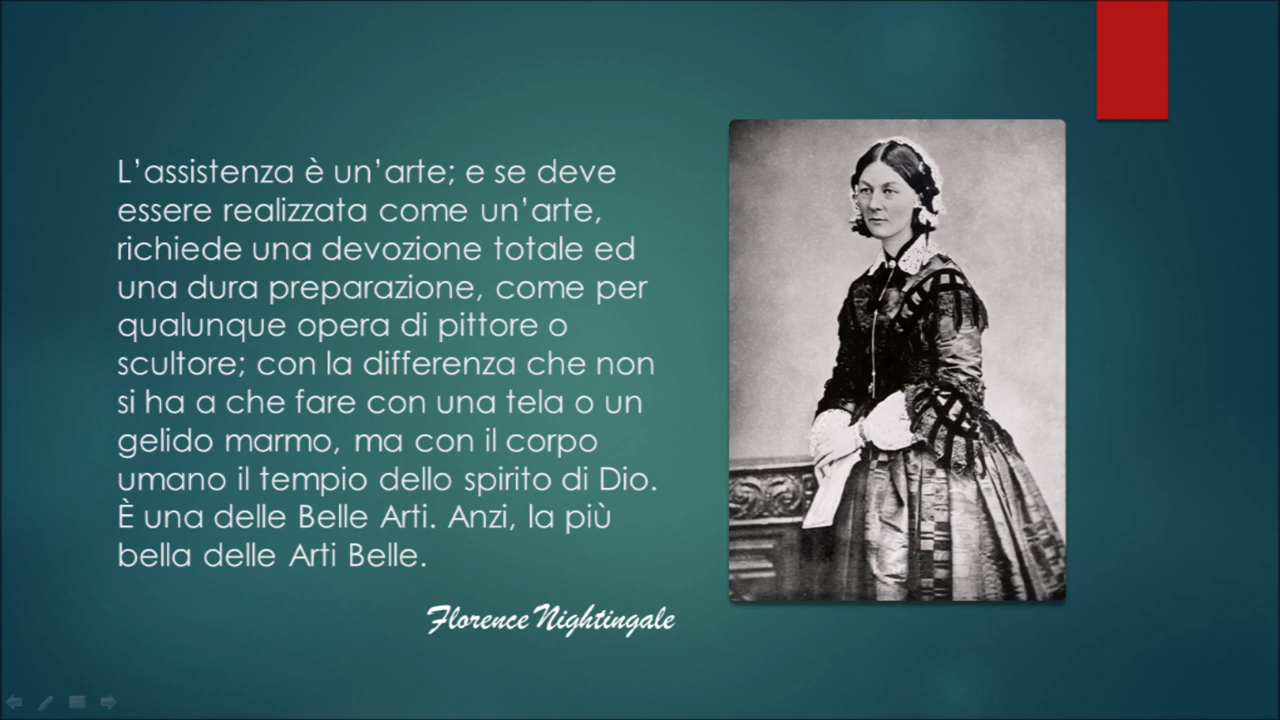 L’assistenza è un’arte; e se deve
essere realizzata come un’arte,
richiede una devozione totale ed
una dura preparazione, come per
qualunque opera di pittore o
scultore; con la differenza che non
si ha a che fare con una tela o un
gelido marmo, ma con il corpo
umano il tempio dello spirito di Dio.
È una delle Belle Arti. Anzi, la più
bella delle Arti Belle.
Florence Nightingale